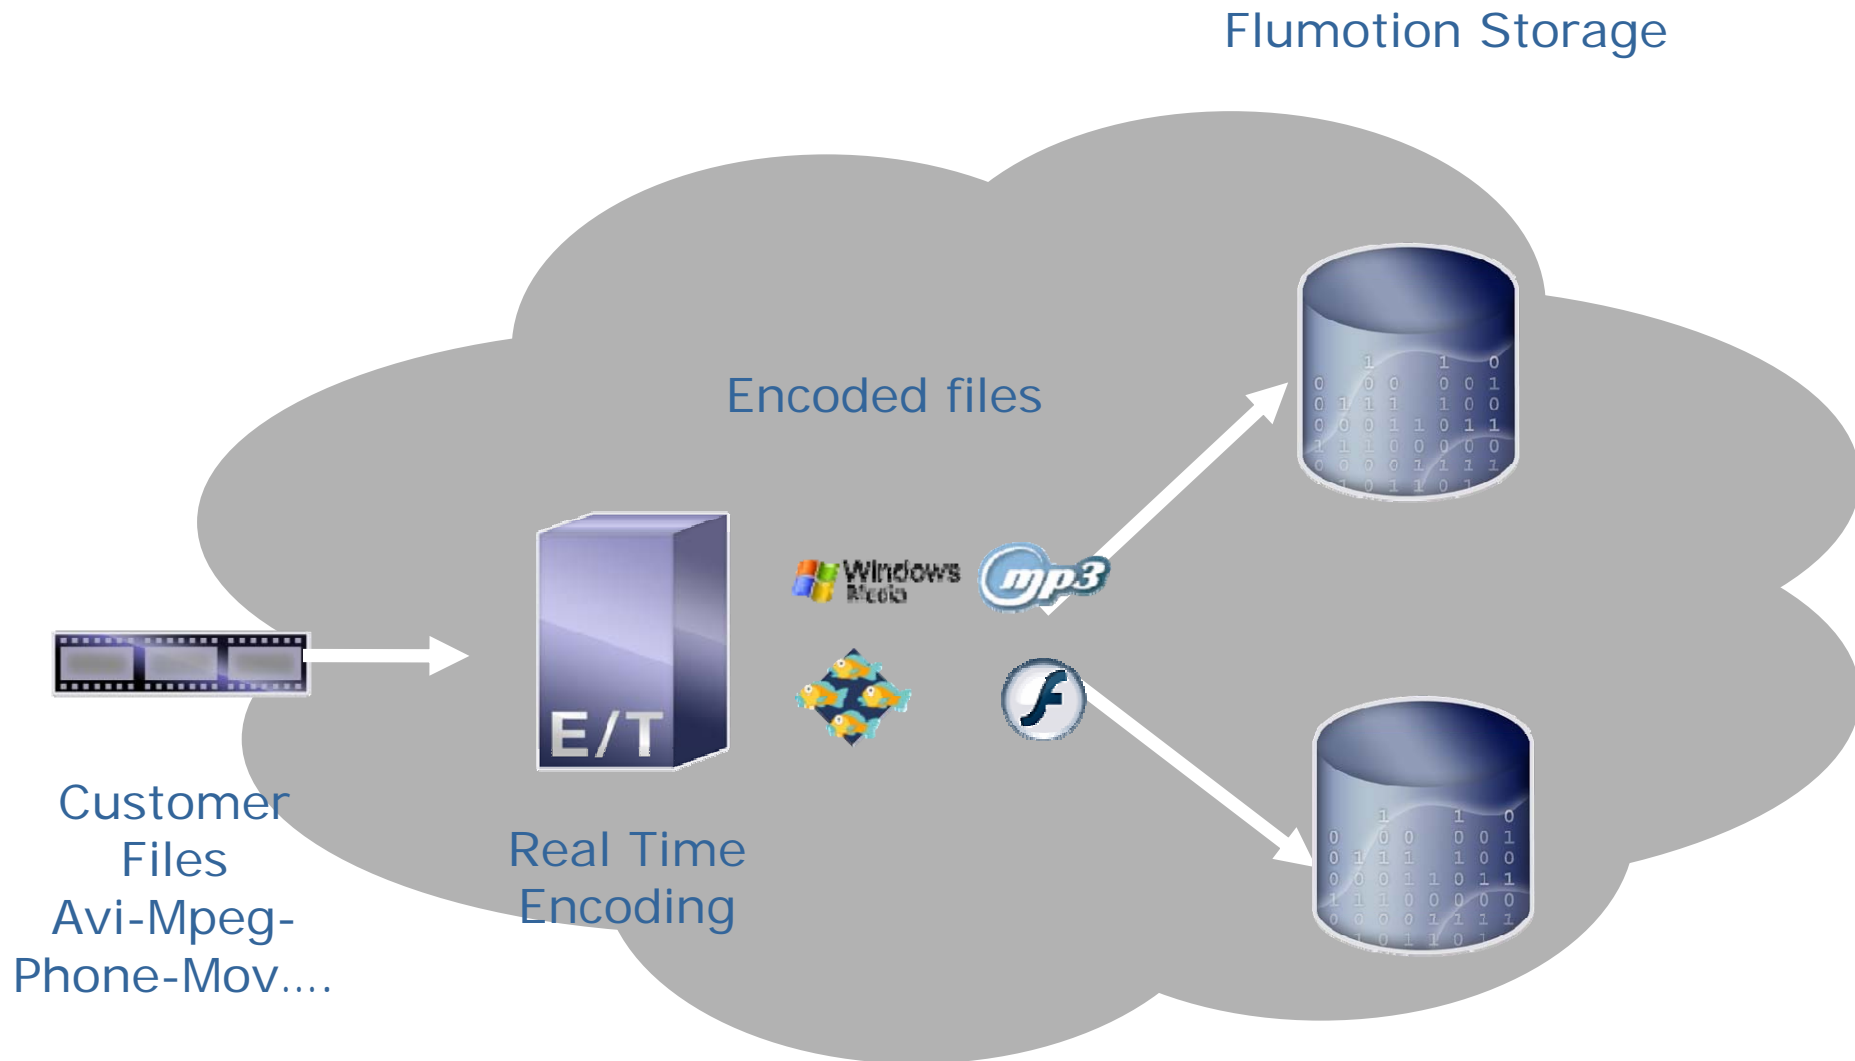 Flumotion Storage
Encoded files
Windows
Media
mp3
E/T
Customer
Files
Avi-Mpeg-
Phone-Mov....
Real Time
Encoding